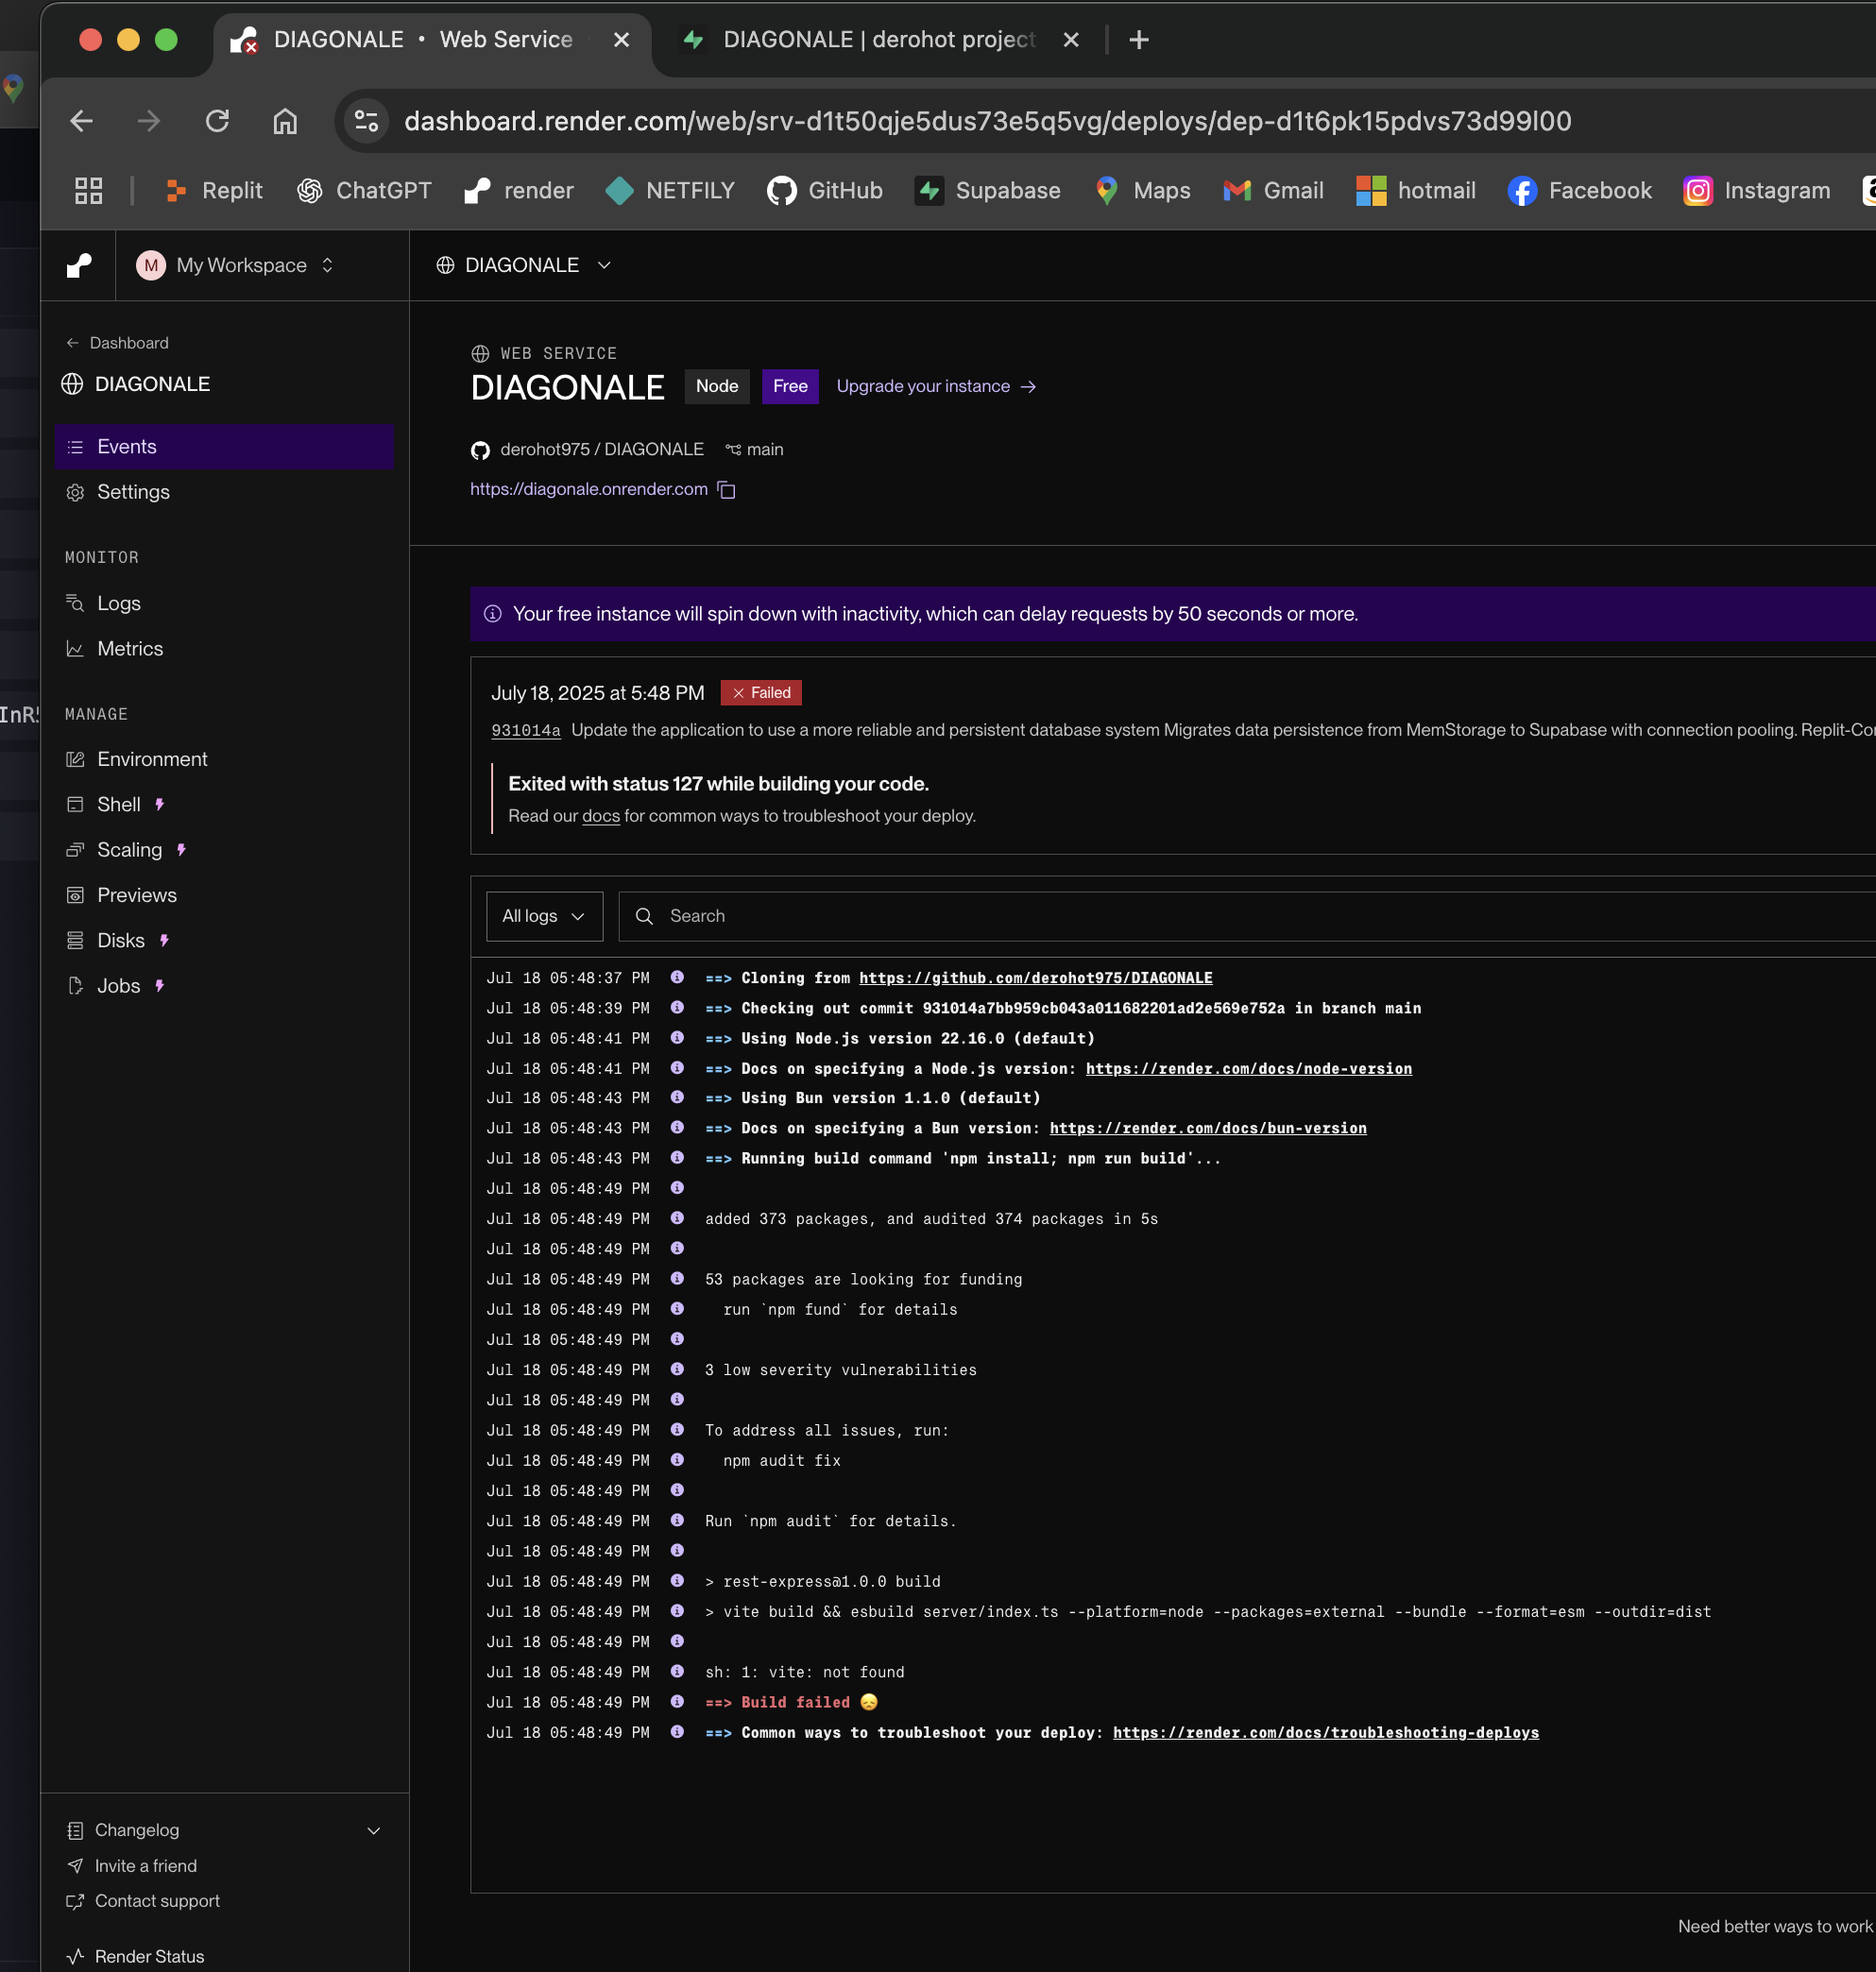 DIAGONALE • Web Service
DIAGONALE | derohot project
dashboard.render.com/web/srv-d1t50qje5dus73e5q5vg/deploys/dep-d1t6pk15pdvs73d99l00
Replit ChatGPT render NETFILY GitHub Supabase Maps Gmail hotmail Facebook Instagram
M My Workspace
DIAGONALE
Dashboard
DIAGONALE
Events
Settings
MONITOR
Logs
Metrics
InR
MANAGE
Environment
Shell
Scaling
Previews
Disks
Jobs
Changelog
Invite a friend
Contact support
Render Status
WEB SERVICE
DIAGONALE Node Free Upgrade your instance →
derohot975 / DIAGONALE main
https://diagonale.onrender.com
Your free instance will spin down with inactivity, which can delay requests by 50 seconds or more.
July 18, 2025 at 5:48 PM Failed
931014a Update the application to use a more reliable and persistent database system Migrates data persistence from MemStorage to Supabase with connection pooling. Replit-Co
Exited with status 127 while building your code.
Read our docs for common ways to troubleshoot your deploy.
All logs Search
Jul 18 05:48:37 PM ==> Cloning from https://github.com/derohot975/DIAGONALE
Jul 18 05:48:39 PM ==> Checking out commit 931014a7bb959cb043a011682201ad2e569e752a in branch main
Jul 18 05:48:41 PM ==> Using Node.js version 22.16.0 (default)
Jul 18 05:48:41 PM ==> Docs on specifying a Node.js version: https://render.com/docs/node-version
Jul 18 05:48:43 PM ==> Using Bun version 1.1.0 (default)
Jul 18 05:48:43 PM ==> Docs on specifying a Bun version: https://render.com/docs/bun-version
Jul 18 05:48:43 PM ==> Running build command 'npm install; npm run build'...
Jul 18 05:48:49 PM
Jul 18 05:48:49 PM added 373 packages, and audited 374 packages in 5s
Jul 18 05:48:49 PM
Jul 18 05:48:49 PM 53 packages are looking for funding
Jul 18 05:48:49 PM run `npm fund` for details
Jul 18 05:48:49 PM
Jul 18 05:48:49 PM 3 low severity vulnerabilities
Jul 18 05:48:49 PM
Jul 18 05:48:49 PM To address all issues, run:
Jul 18 05:48:49 PM npm audit fix
Jul 18 05:48:49 PM
Jul 18 05:48:49 PM Run `npm audit` for details.
Jul 18 05:48:49 PM
Jul 18 05:48:49 PM > rest-express@1.0.0 build
Jul 18 05:48:49 PM > vite build && esbuild server/index.ts --platform=node --packages=external --bundle --format=esm --outdir=dist
Jul 18 05:48:49 PM
Jul 18 05:48:49 PM sh: 1: vite: not found
Jul 18 05:48:49 PM ==> Build failed 😞
Jul 18 05:48:49 PM ==> Common ways to troubleshoot your deploy: https://render.com/docs/troubleshooting-deploys
Need better ways to work